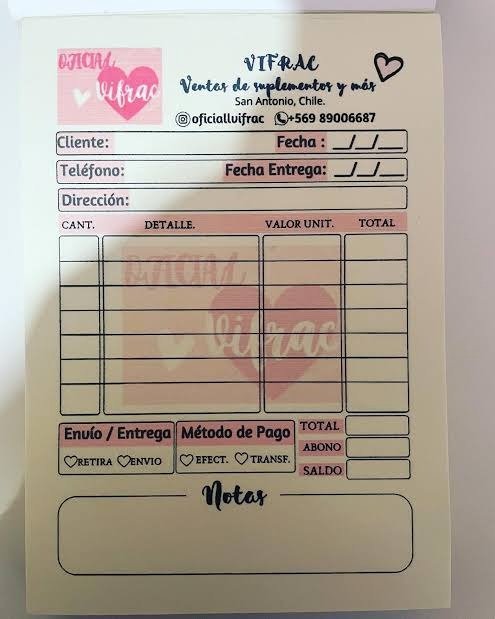 OFICIAL
Vifrac
VIFRAC
Ventas de suplementos y más
San Antonio, Chile.
oficiallvifrac +569 89006687
Cliente: Fecha : __/__/___
Teléfono: Fecha Entrega: __/__/___
Dirección:
CANT. DETALLE. VALOR UNIT. TOTAL
OFICIAL
Vifrac
Envío / Entrega Método de Pago TOTAL
RETIRA ENVIO EFECT. TRANSF. ABONO
SALDO
Notas